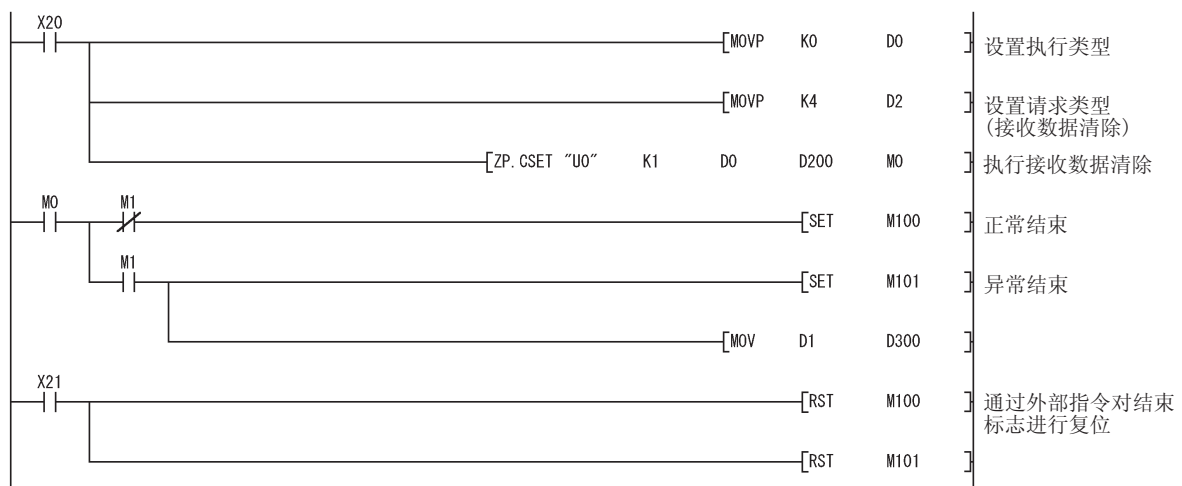 X20
MOVP K0 D0 设置执行类型
MOVP K4 D2 设置请求类型
(接收数据清除)
ZP.CSET "U0" K1 D0 D200 M0 执行接收数据清除
M0 M1
SET M100 正常结束
M1
SET M101 异常结束
MOV D1 D300
X21
RST M100 通过外部指令对结束
标志进行复位
RST M101